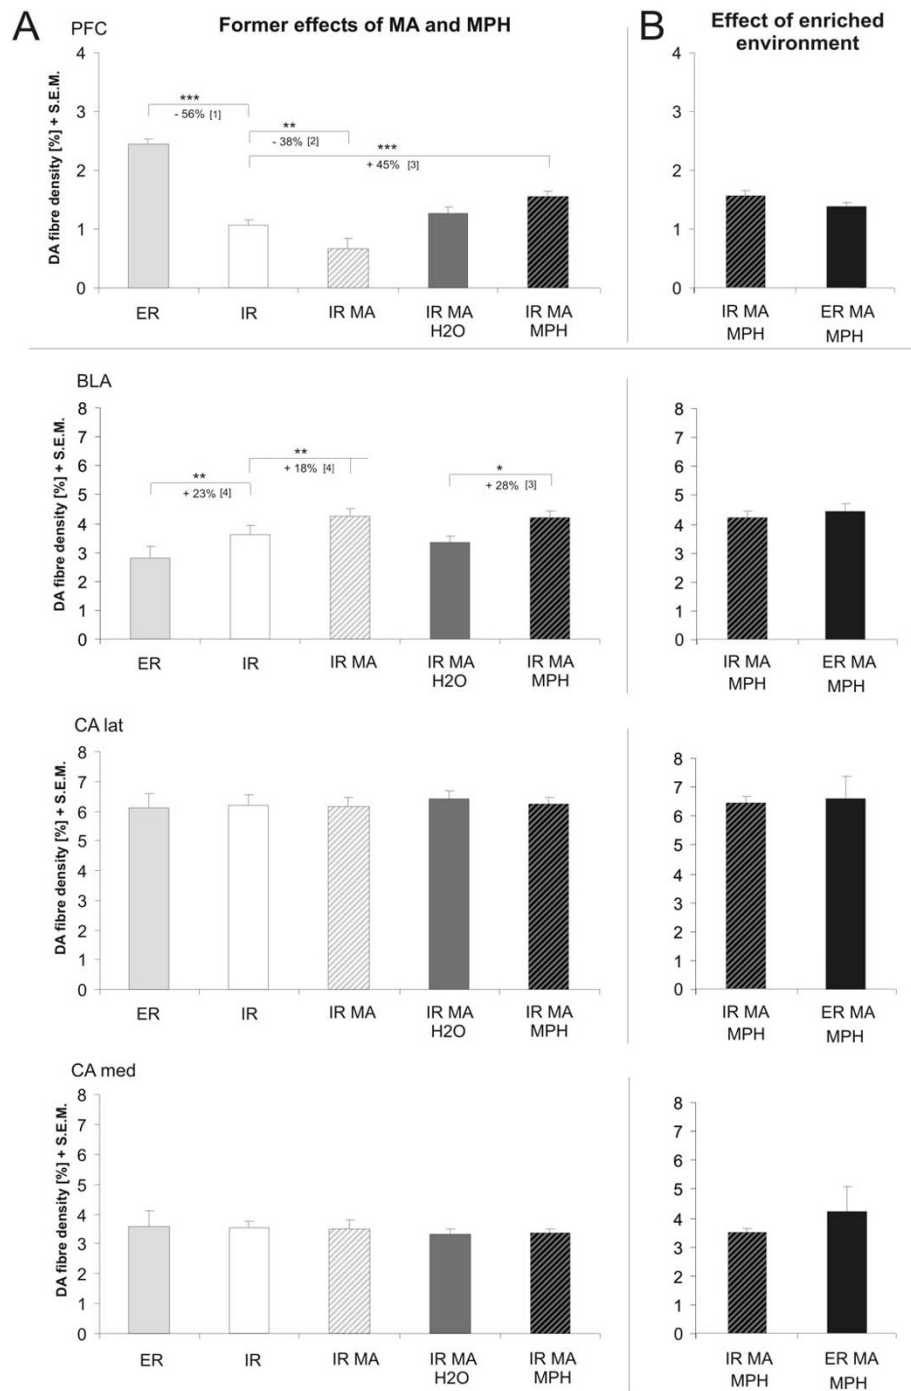 A
Former effects of MA and MPH
B
Effect of enriched
environment
PFC
DA fibre density [%] + S.E.M.
4
3
2
1
0
***
- 56% [1]
**
- 38% [2]
***
+ 45% [3]
ER
IR
IR MA
IR MA
H2O
IR MA
MPH
4
3
2
1
0
IR MA
MPH
ER MA
MPH
BLA
DA fibre density [%] + S.E.M.
8
7
6
5
4
3
2
1
0
**
+ 23% [4]
**
+ 18% [4]
*
+ 28% [3]
ER
IR
IR MA
IR MA
H2O
IR MA
MPH
8
7
6
5
4
3
2
1
0
IR MA
MPH
ER MA
MPH
CA lat
DA fibre density [%] + S.E.M.
8
7
6
5
4
3
2
1
0
ER
IR
IR MA
IR MA
H2O
IR MA
MPH
8
7
6
5
4
3
2
1
0
IR MA
MPH
ER MA
MPH
CA med
DA fibre density [%] + S.E.M.
8
7
6
5
4
3
2
1
0
ER
IR
IR MA
IR MA
H2O
IR MA
MPH
8
7
6
5
4
3
2
1
0
IR MA
MPH
ER MA
MPH